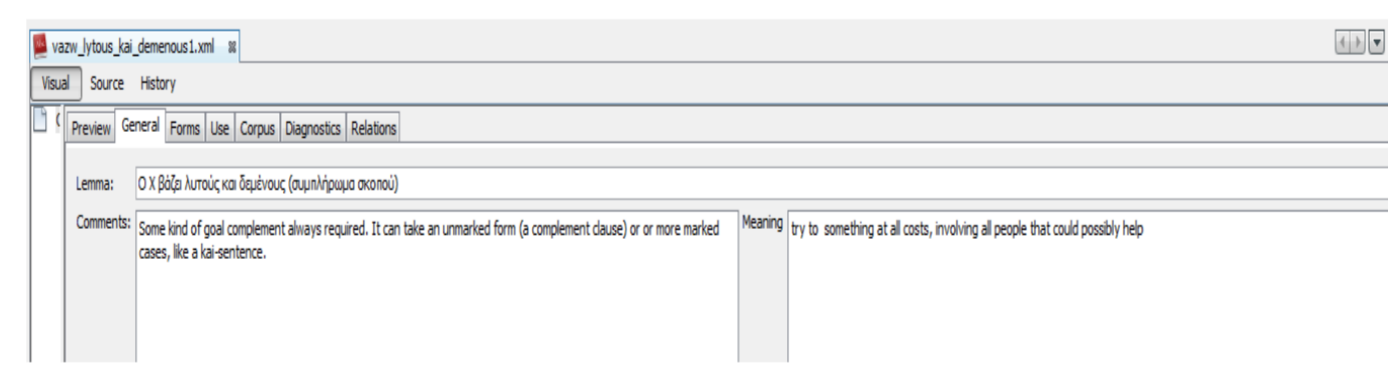 vazw_lytous_kai_demenous1.xml
Visual Source History
Preview General Forms Use Corpus Diagnostics Relations
Lemma: Ο Χ βάζει λυτούς και δεμένους (συμπλήρωμα σκοπού)
Comments: Some kind of goal complement always required. It can take an unmarked form (a complement clause) or or more marked
cases, like a kai-sentence.
Meaning try to something at all costs, involving all people that could possibly help